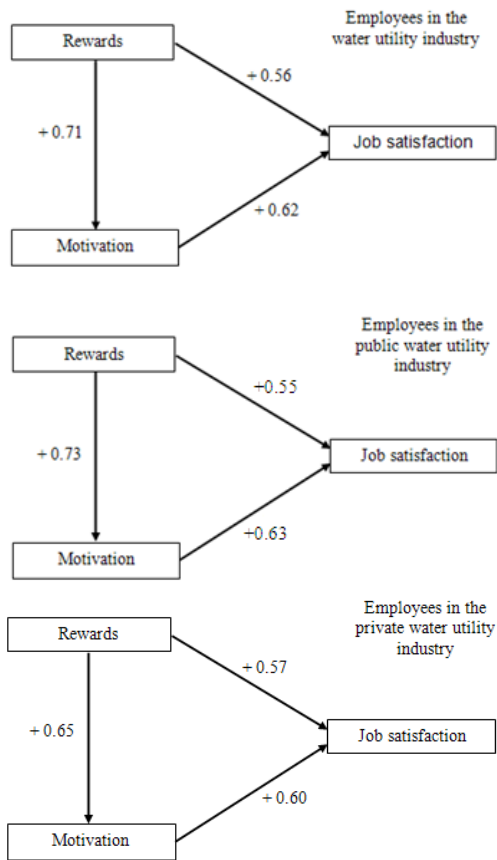 Employees in the
water utility industry
Rewards
+ 0.56
+ 0.71
Job satisfaction
+ 0.62
Motivation
Employees in the
public water utility
industry
Rewards
+0.55
+ 0.73
Job satisfaction
+0.63
Motivation
Employees in the
private water utility
industry
Rewards
+ 0.57
+ 0.65
Job satisfaction
+ 0.60
Motivation